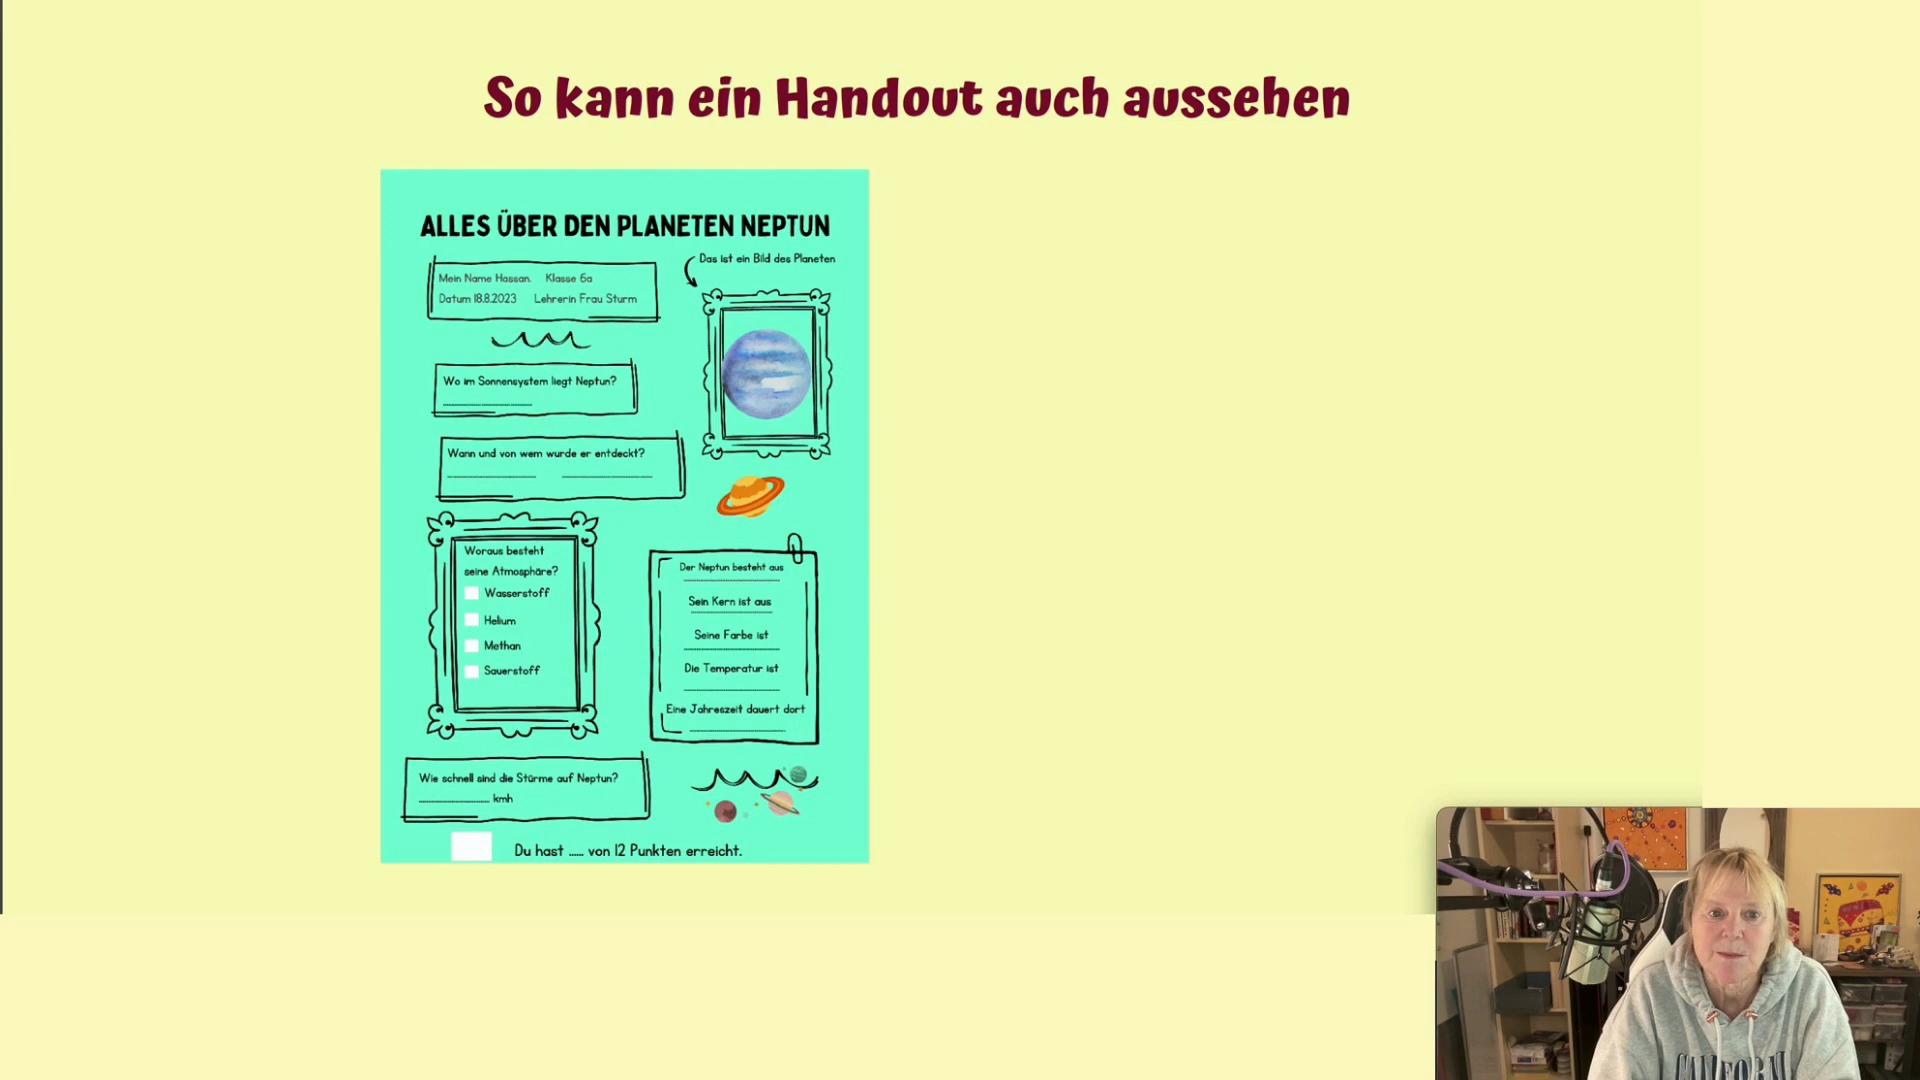 So kann ein Handout auch aussehen
ALLES ÜBER DEN PLANETEN NEPTUN
Das ist ein Bild des Planeten
Mein Name Hassan. Klasse 6a
Datum 18.8.2023 Lehrerin Frau Sturm
Wo im Sonnensystem liegt Neptun?
Wann und von wem wurde er entdeckt?
Woraus besteht
seine Atmosphäre?
Wasserstoff
Helium
Methan
Sauerstoff
Der Neptun besteht aus
Sein Kern ist aus
Seine Farbe ist
Die Temperatur ist
Eine Jahreszeit dauert dort
Wie schnell sind die Stürme auf Neptun?
kmh
Du hast ...... von 12 Punkten erreicht.